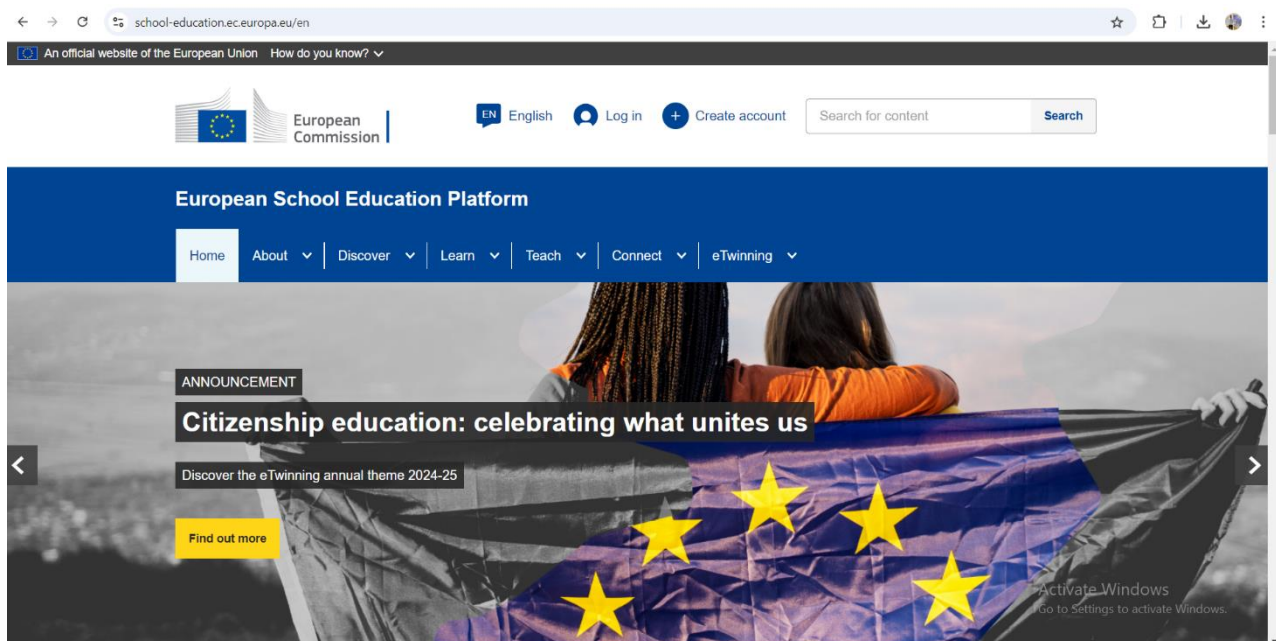 school-education.ec.europa.eu/en
An official website of the European Union How do you know?
European
Commission
EN English Log in Create account Search for content Search
European School Education Platform
Home About Discover Learn Teach Connect eTwinning
ANNOUNCEMENT
Citizenship education: celebrating what unites us
Discover the eTwinning annual theme 2024-25
Find out more
Activate Windows
Go to Settings to activate Windows.